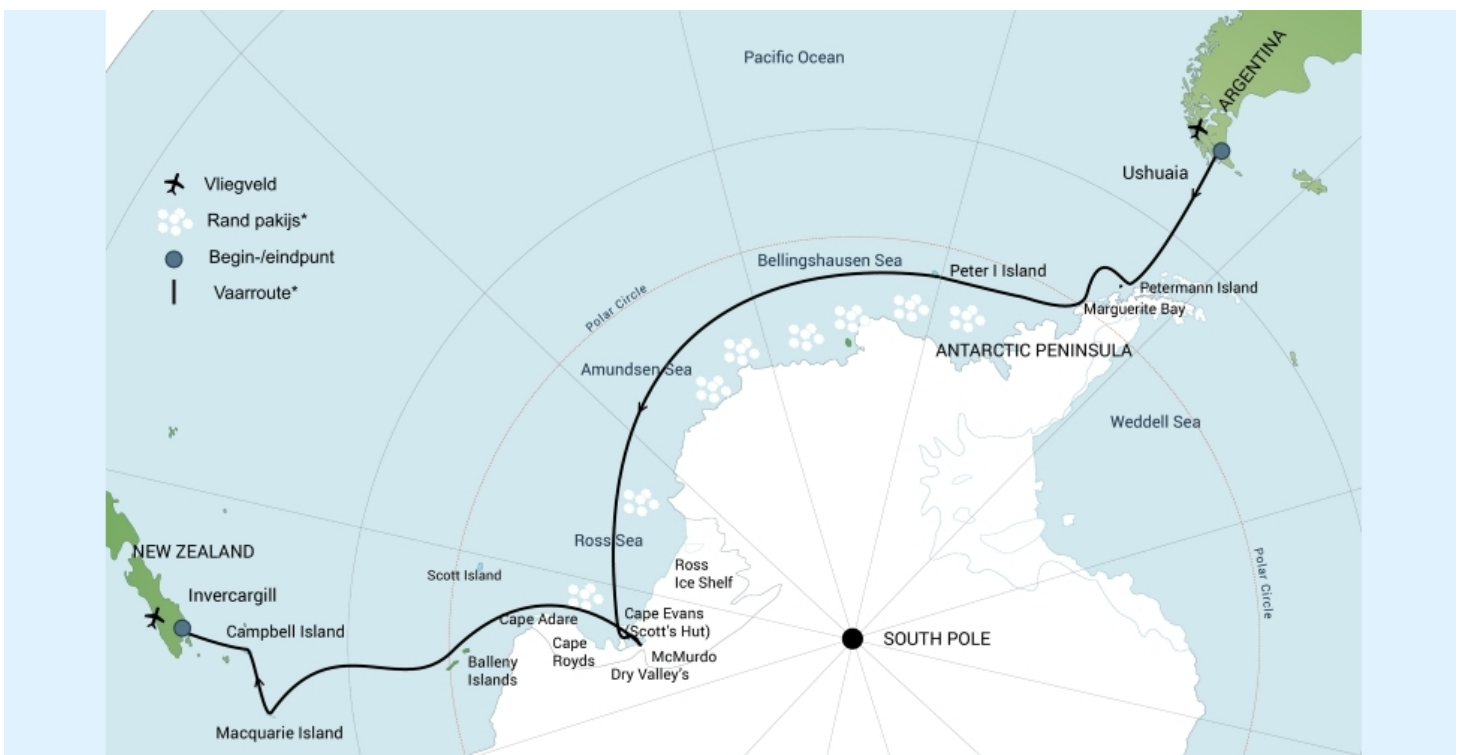 Pacific Ocean
ARGENTINA
Ushuaia
Vliegveld
Rand pakijs*
Begin-/eindpunt
Vaarroute*
Bellingshausen Sea
Peter I Island
Petermann Island
Marguerite Bay
Polar Circle
ANTARCTIC PENINSULA
Amundsen Sea
Weddell Sea
Ross Sea
NEW ZEALAND
Scott Island
Ross
Ice Shelf
Polar Circle
Invercargill
Campbell Island
Cape Adare
Cape Evans
(Scott's Hut)
Cape
Royds
McMurdo
Dry Valley's
SOUTH POLE
Balleny
Islands
Macquarie Island